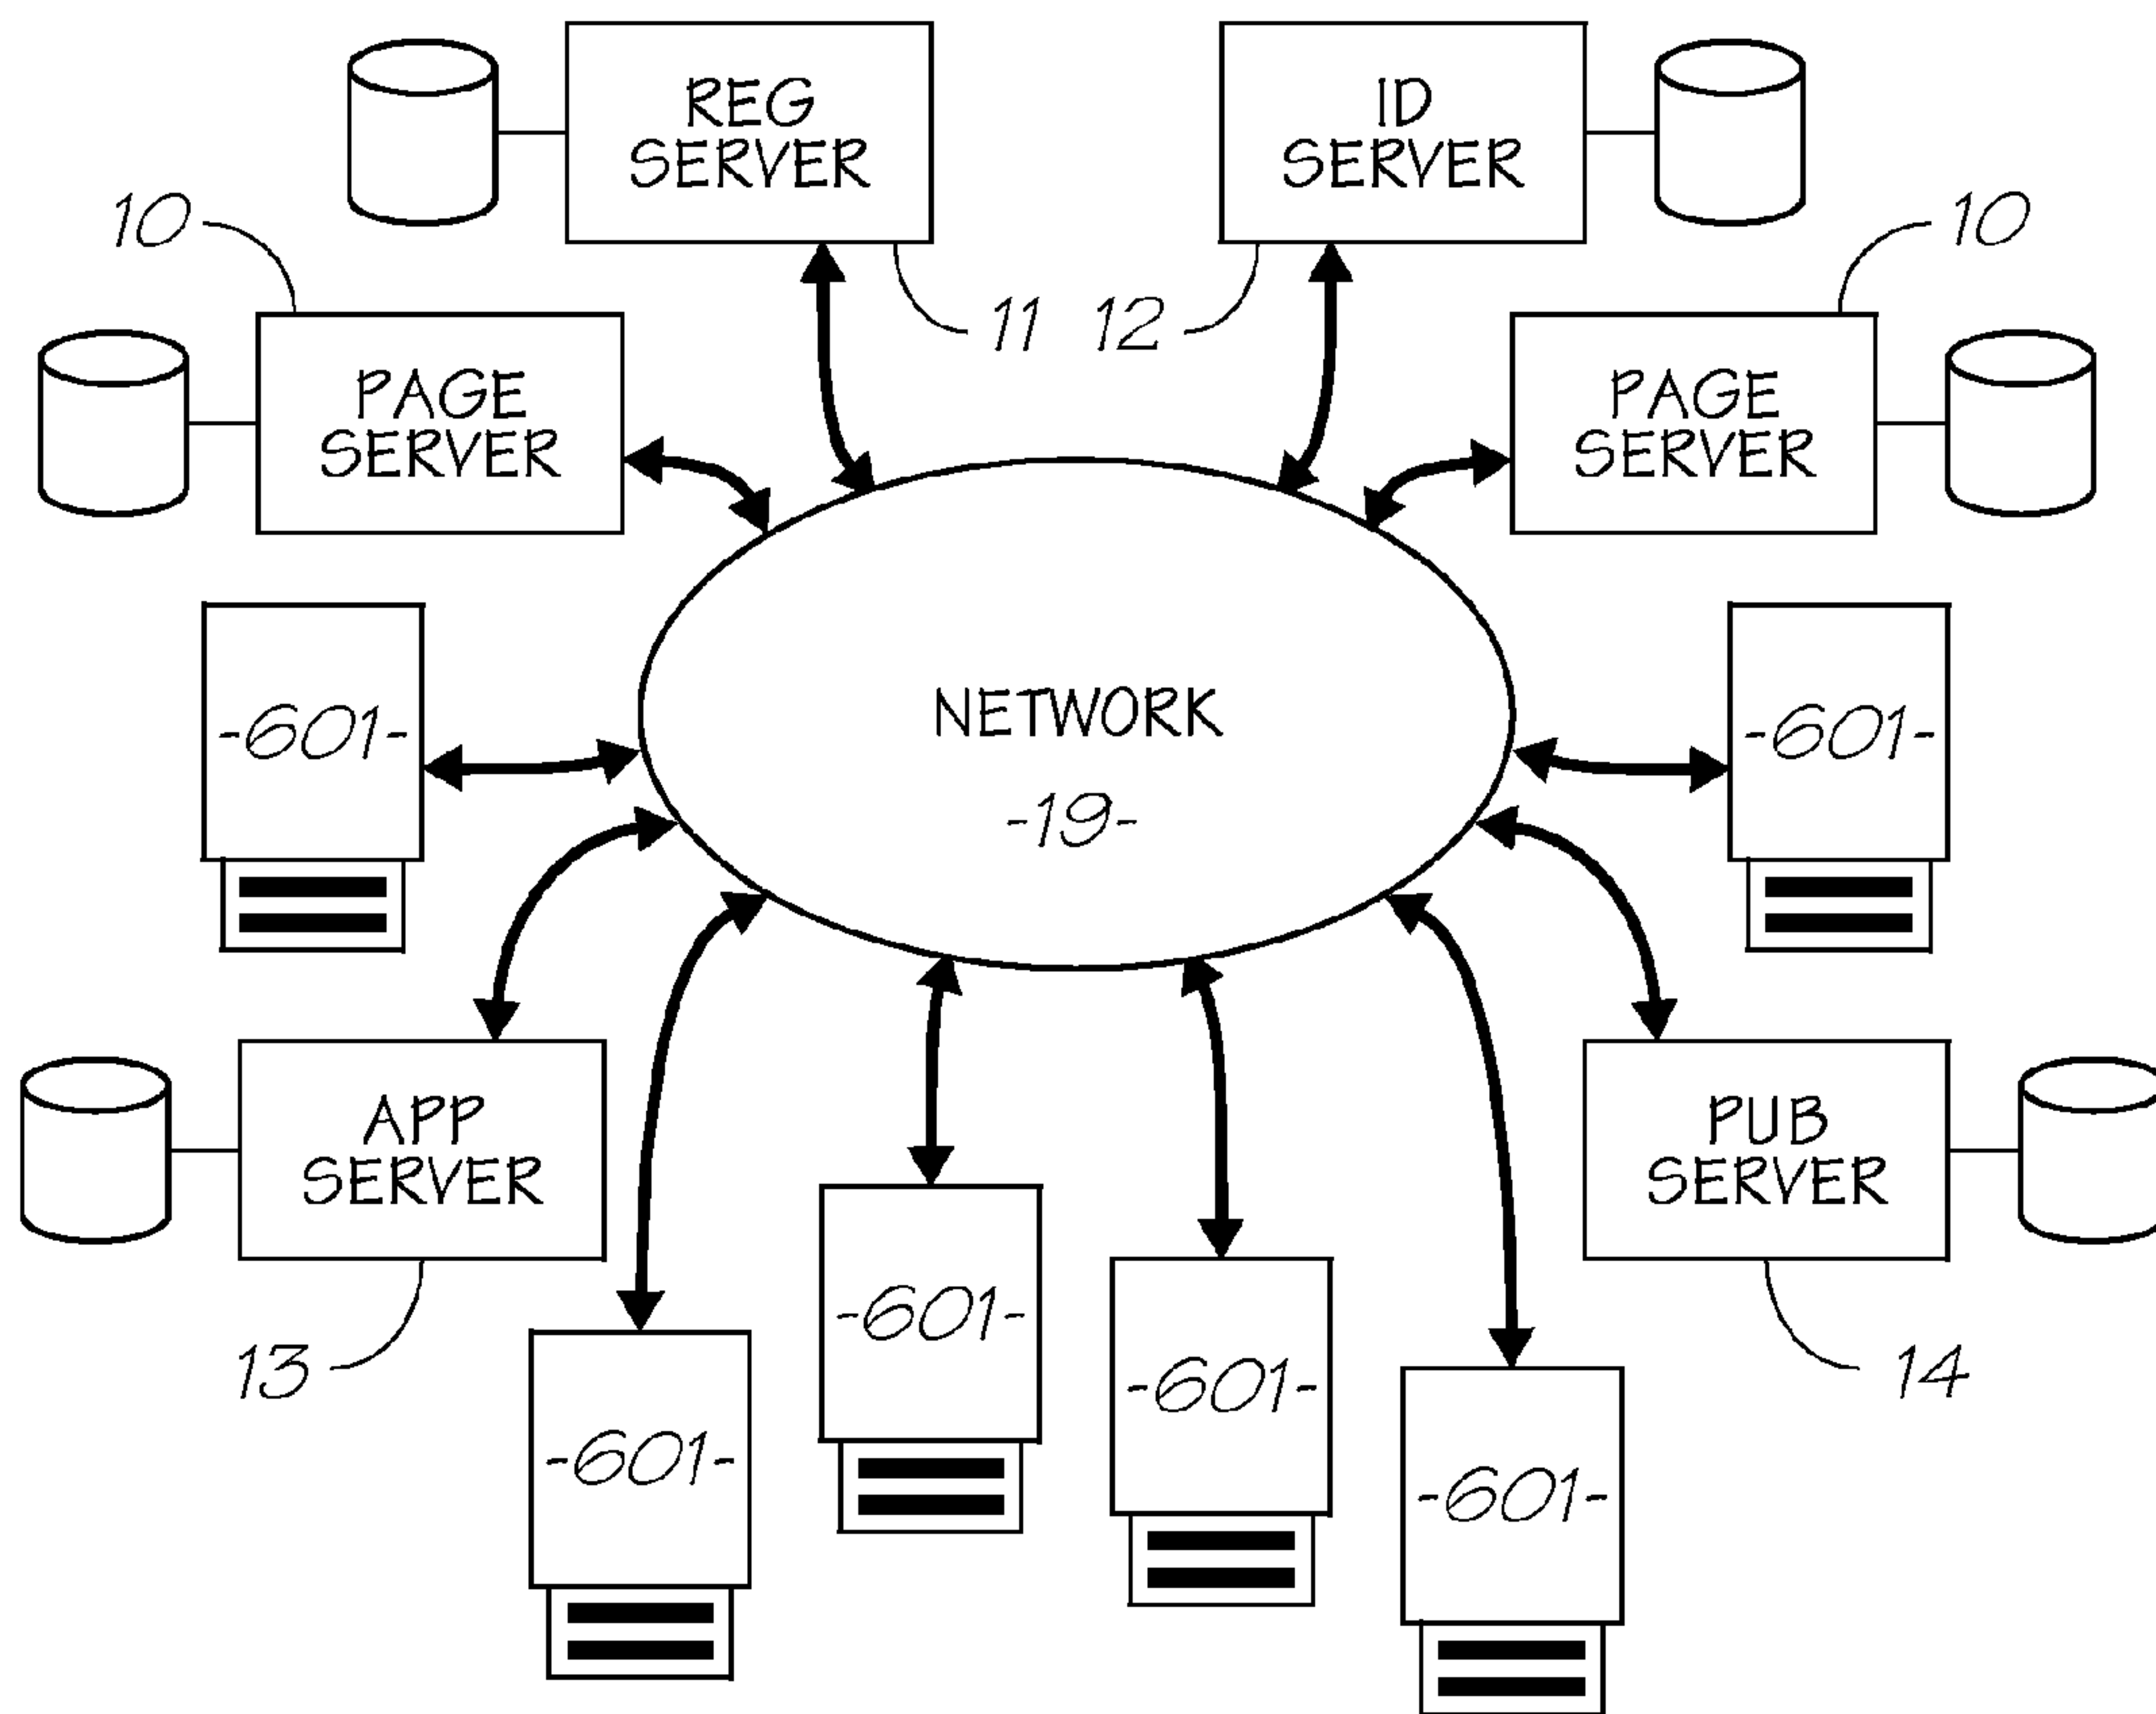 REG
SERVER
ID
SERVER
10
10
11
12
PAGE
SERVER
PAGE
SERVER
-601-
NETWORK
-19-
-601-
APP
SERVER
PUB
SERVER
-601-
-601-
13
14
-601-
-601-